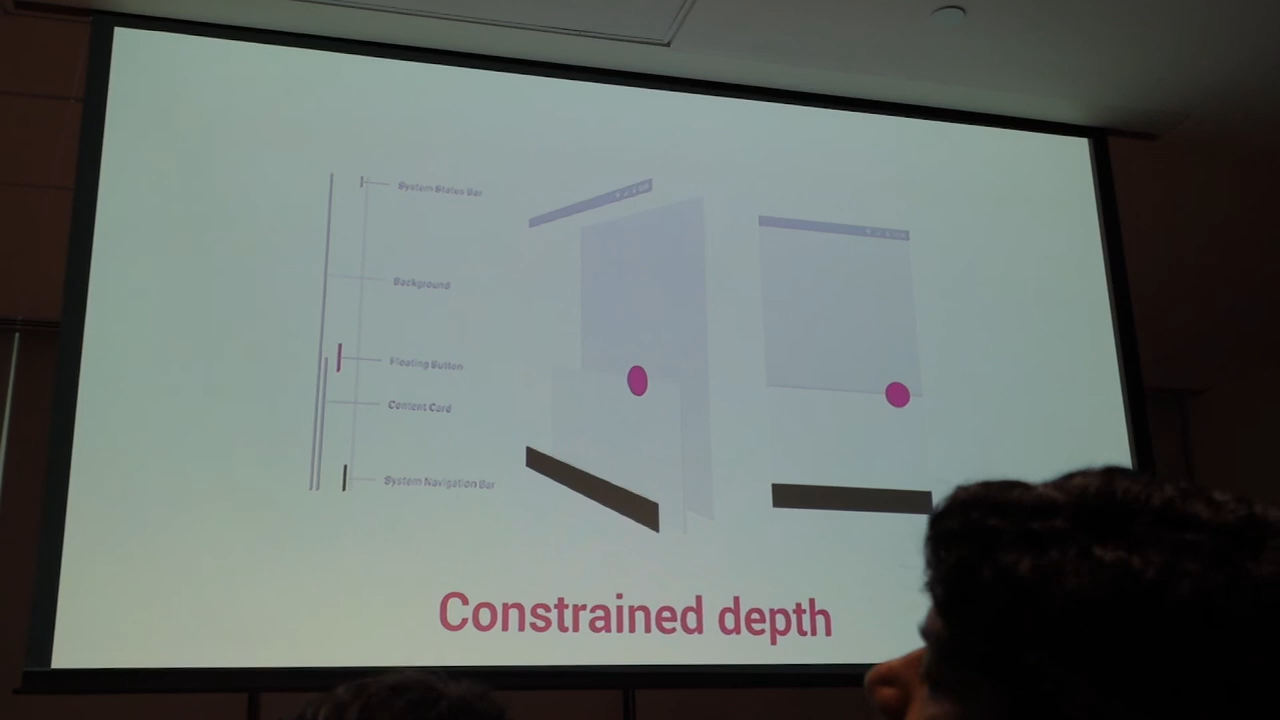 System Status Bar
Background
Floating Button
Content Card
System Navigation Bar
Constrained depth